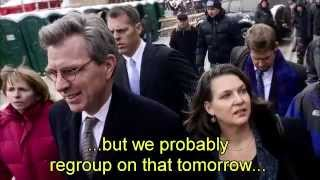 ...but we probably
regroup on that tomorrow...